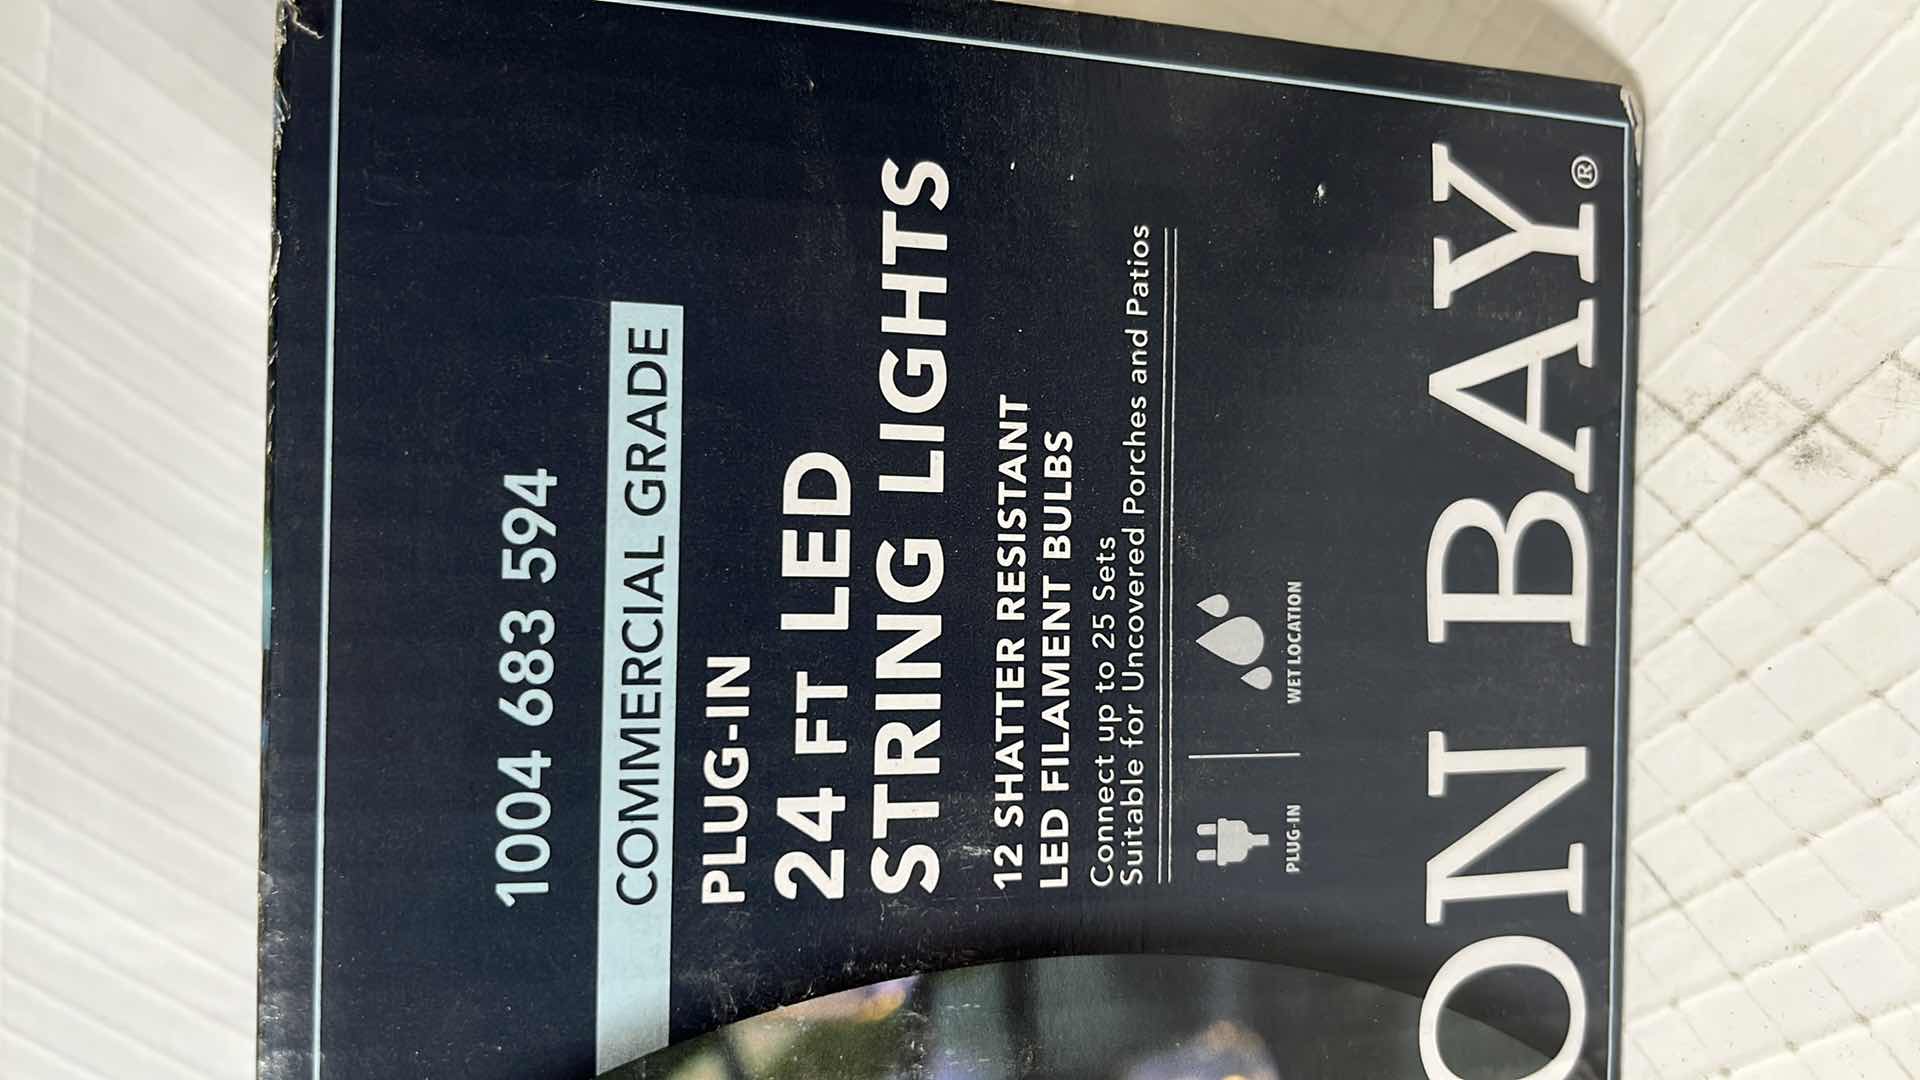 1004 683 594
COMMERCIAL GRADE
PLUG-IN
24 FT LED
STRING LIGHTS
12 SHATTER RESISTANT
LED FILAMENT BULBS
Connect up to 25 Sets
Suitable for Uncovered Porches and Patios
PLUG-IN
WET LOCATION
ON BAY®